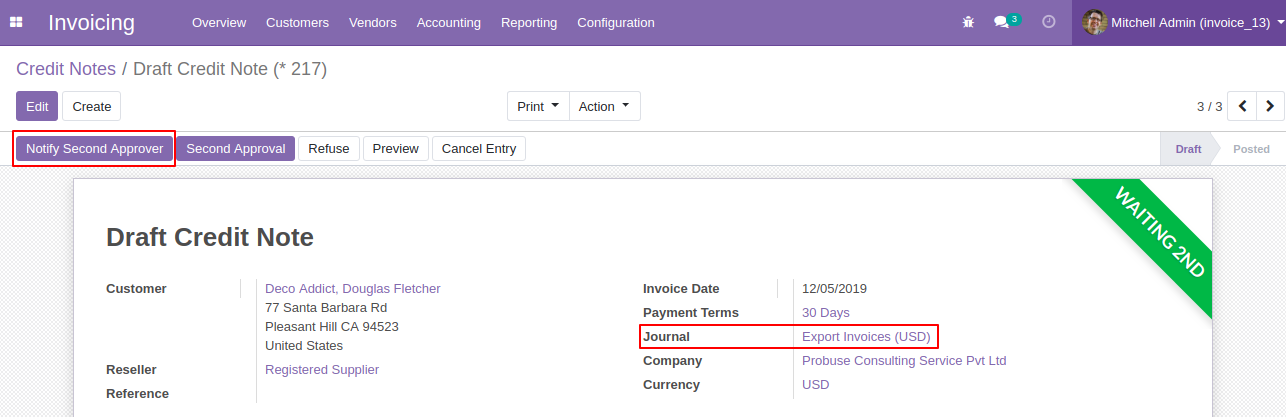 Invoicing Overview Customers Vendors Accounting Reporting Configuration 3 Mitchell Admin (invoice_13)
Credit Notes / Draft Credit Note (* 217)
Edit Create Print Action 3 / 3
Notify Second Approver Second Approval Refuse Preview Cancel Entry Draft Posted
WAITING 2ND
Draft Credit Note
Customer Deco Addict, Douglas Fletcher
77 Santa Barbara Rd
Pleasant Hill CA 94523
United States
Reseller Registered Supplier
Reference
Invoice Date 12/05/2019
Payment Terms 30 Days
Journal Export Invoices (USD)
Company Probuse Consulting Service Pvt Ltd
Currency USD